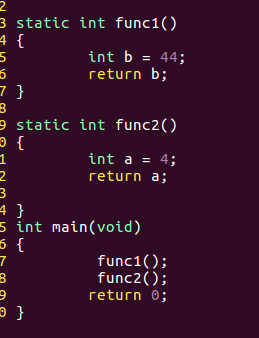 2
3 static int func1()
4 {
5         int b = 44;
6         return b;
7 }
8
9 static int func2()
0 {
1         int a = 4;
2         return a;
3
4 }
5 int main(void)
6 {
7          func1();
8          func2();
9         return 0;
0 }